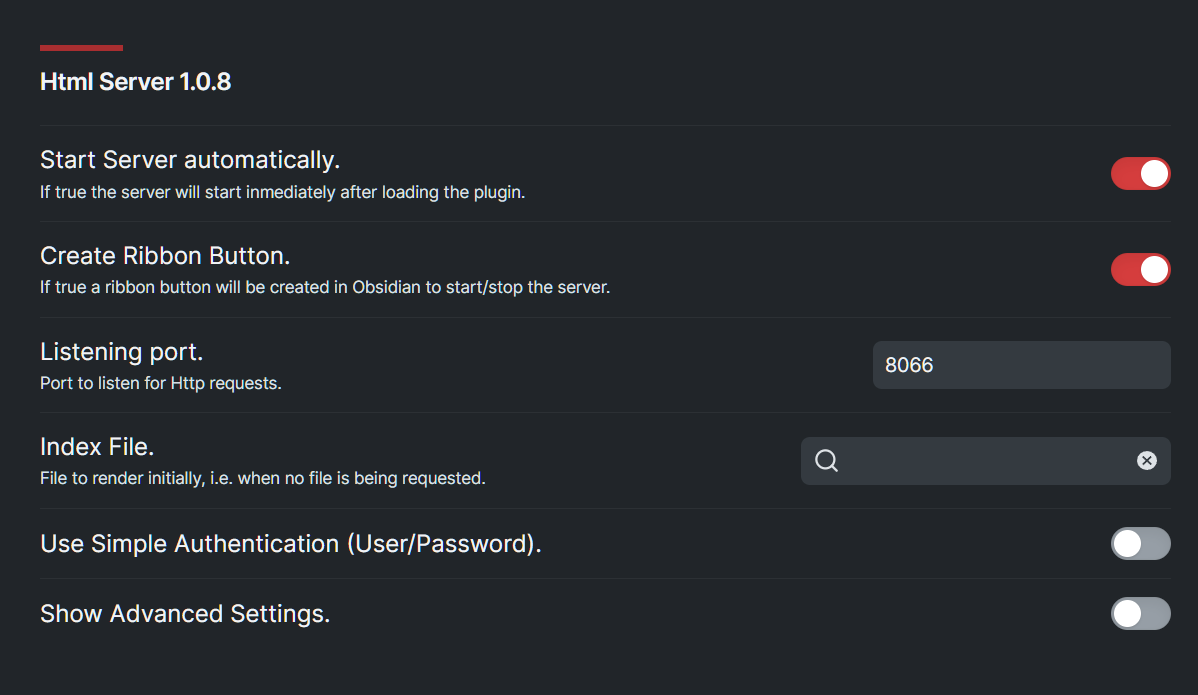 Html Server 1.0.8
Start Server automatically.
If true the server will start inmediately after loading the plugin.
Create Ribbon Button.
If true a ribbon button will be created in Obsidian to start/stop the server.
Listening port.
Port to listen for Http requests.
8066
Index File.
File to render initially, i.e. when no file is being requested.
Use Simple Authentication (User/Password).
Show Advanced Settings.